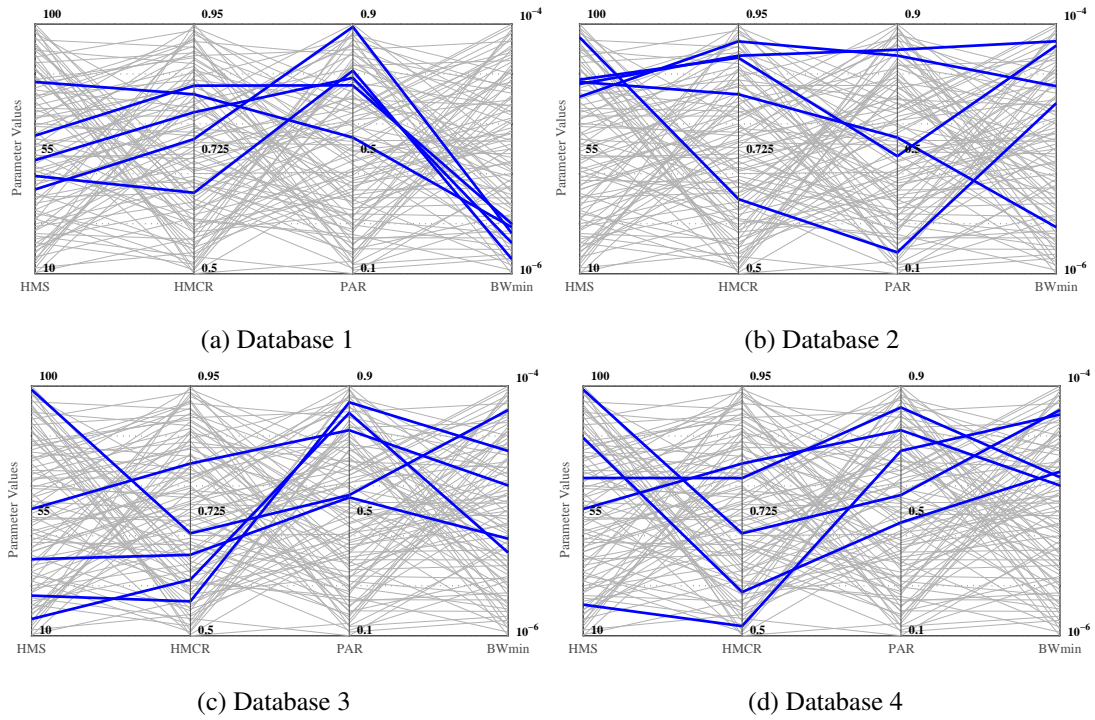 100 0.95 0.9 10⁻⁴
Parameter Values
55 0.725 0.5
10 0.5 0.1 10⁻⁶
HMS HMCR PAR BWmin
(a) Database 1
100 0.95 0.9 10⁻⁴
Parameter Values
55 0.725 0.5
10 0.5 0.1 10⁻⁶
HMS HMCR PAR BWmin
(b) Database 2
100 0.95 0.9 10⁻⁴
Parameter Values
55 0.725 0.5
10 0.5 0.1 10⁻⁶
HMS HMCR PAR BWmin
(c) Database 3
100 0.95 0.9 10⁻⁴
Parameter Values
55 0.725 0.5
10 0.5 0.1 10⁻⁶
HMS HMCR PAR BWmin
(d) Database 4